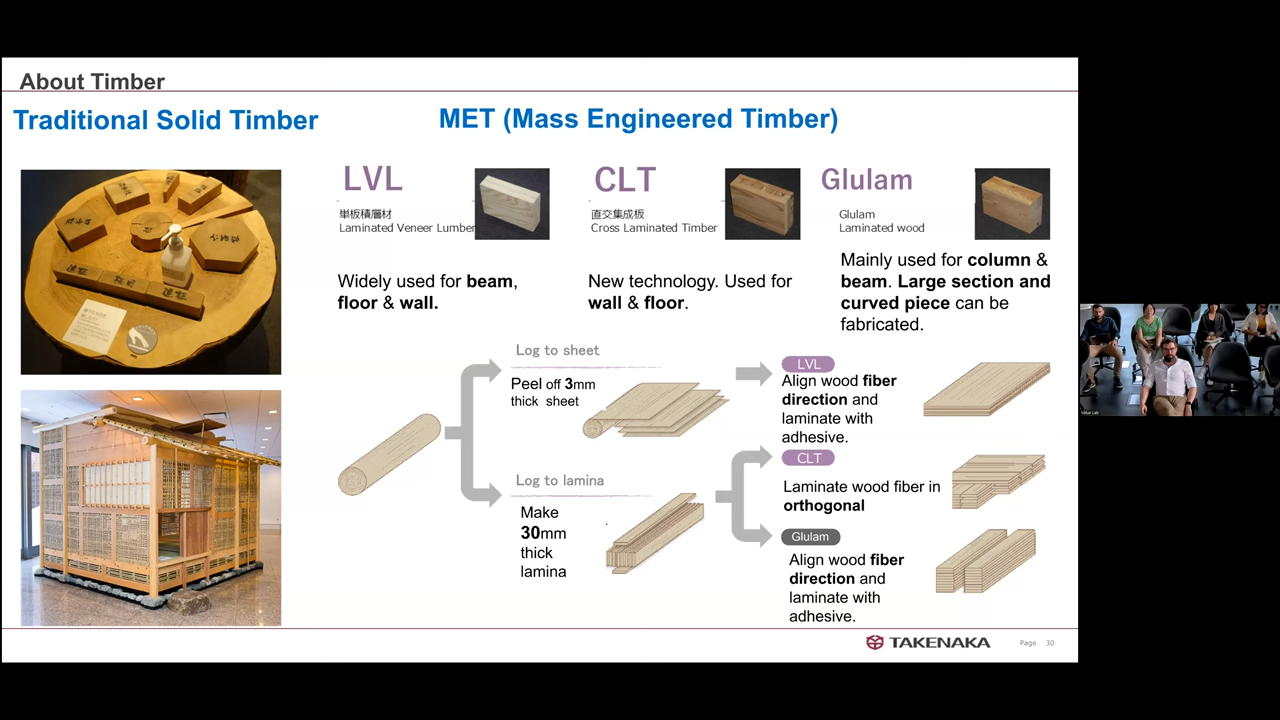 About Timber
Traditional Solid Timber
MET (Mass Engineered Timber)
LVL
単板積層材
Laminated Veneer Lumber
Widely used for beam,
floor & wall.
CLT
直交集成板
Cross Laminated Timber
New technology. Used for
wall & floor.
Glulam
Glulam
Laminated wood
Mainly used for column &
beam. Large section and
curved piece can be
fabricated.
Log to sheet
Peel off 3mm
thick sheet
LVL
Align wood fiber
direction and
laminate with
adhesive.
Log to lamina
Make
30mm
thick
lamina
CLT
Laminate wood fiber in
orthogonal
Glulam
Align wood fiber
direction and
laminate with
adhesive.
TAKENAKA
Page 30